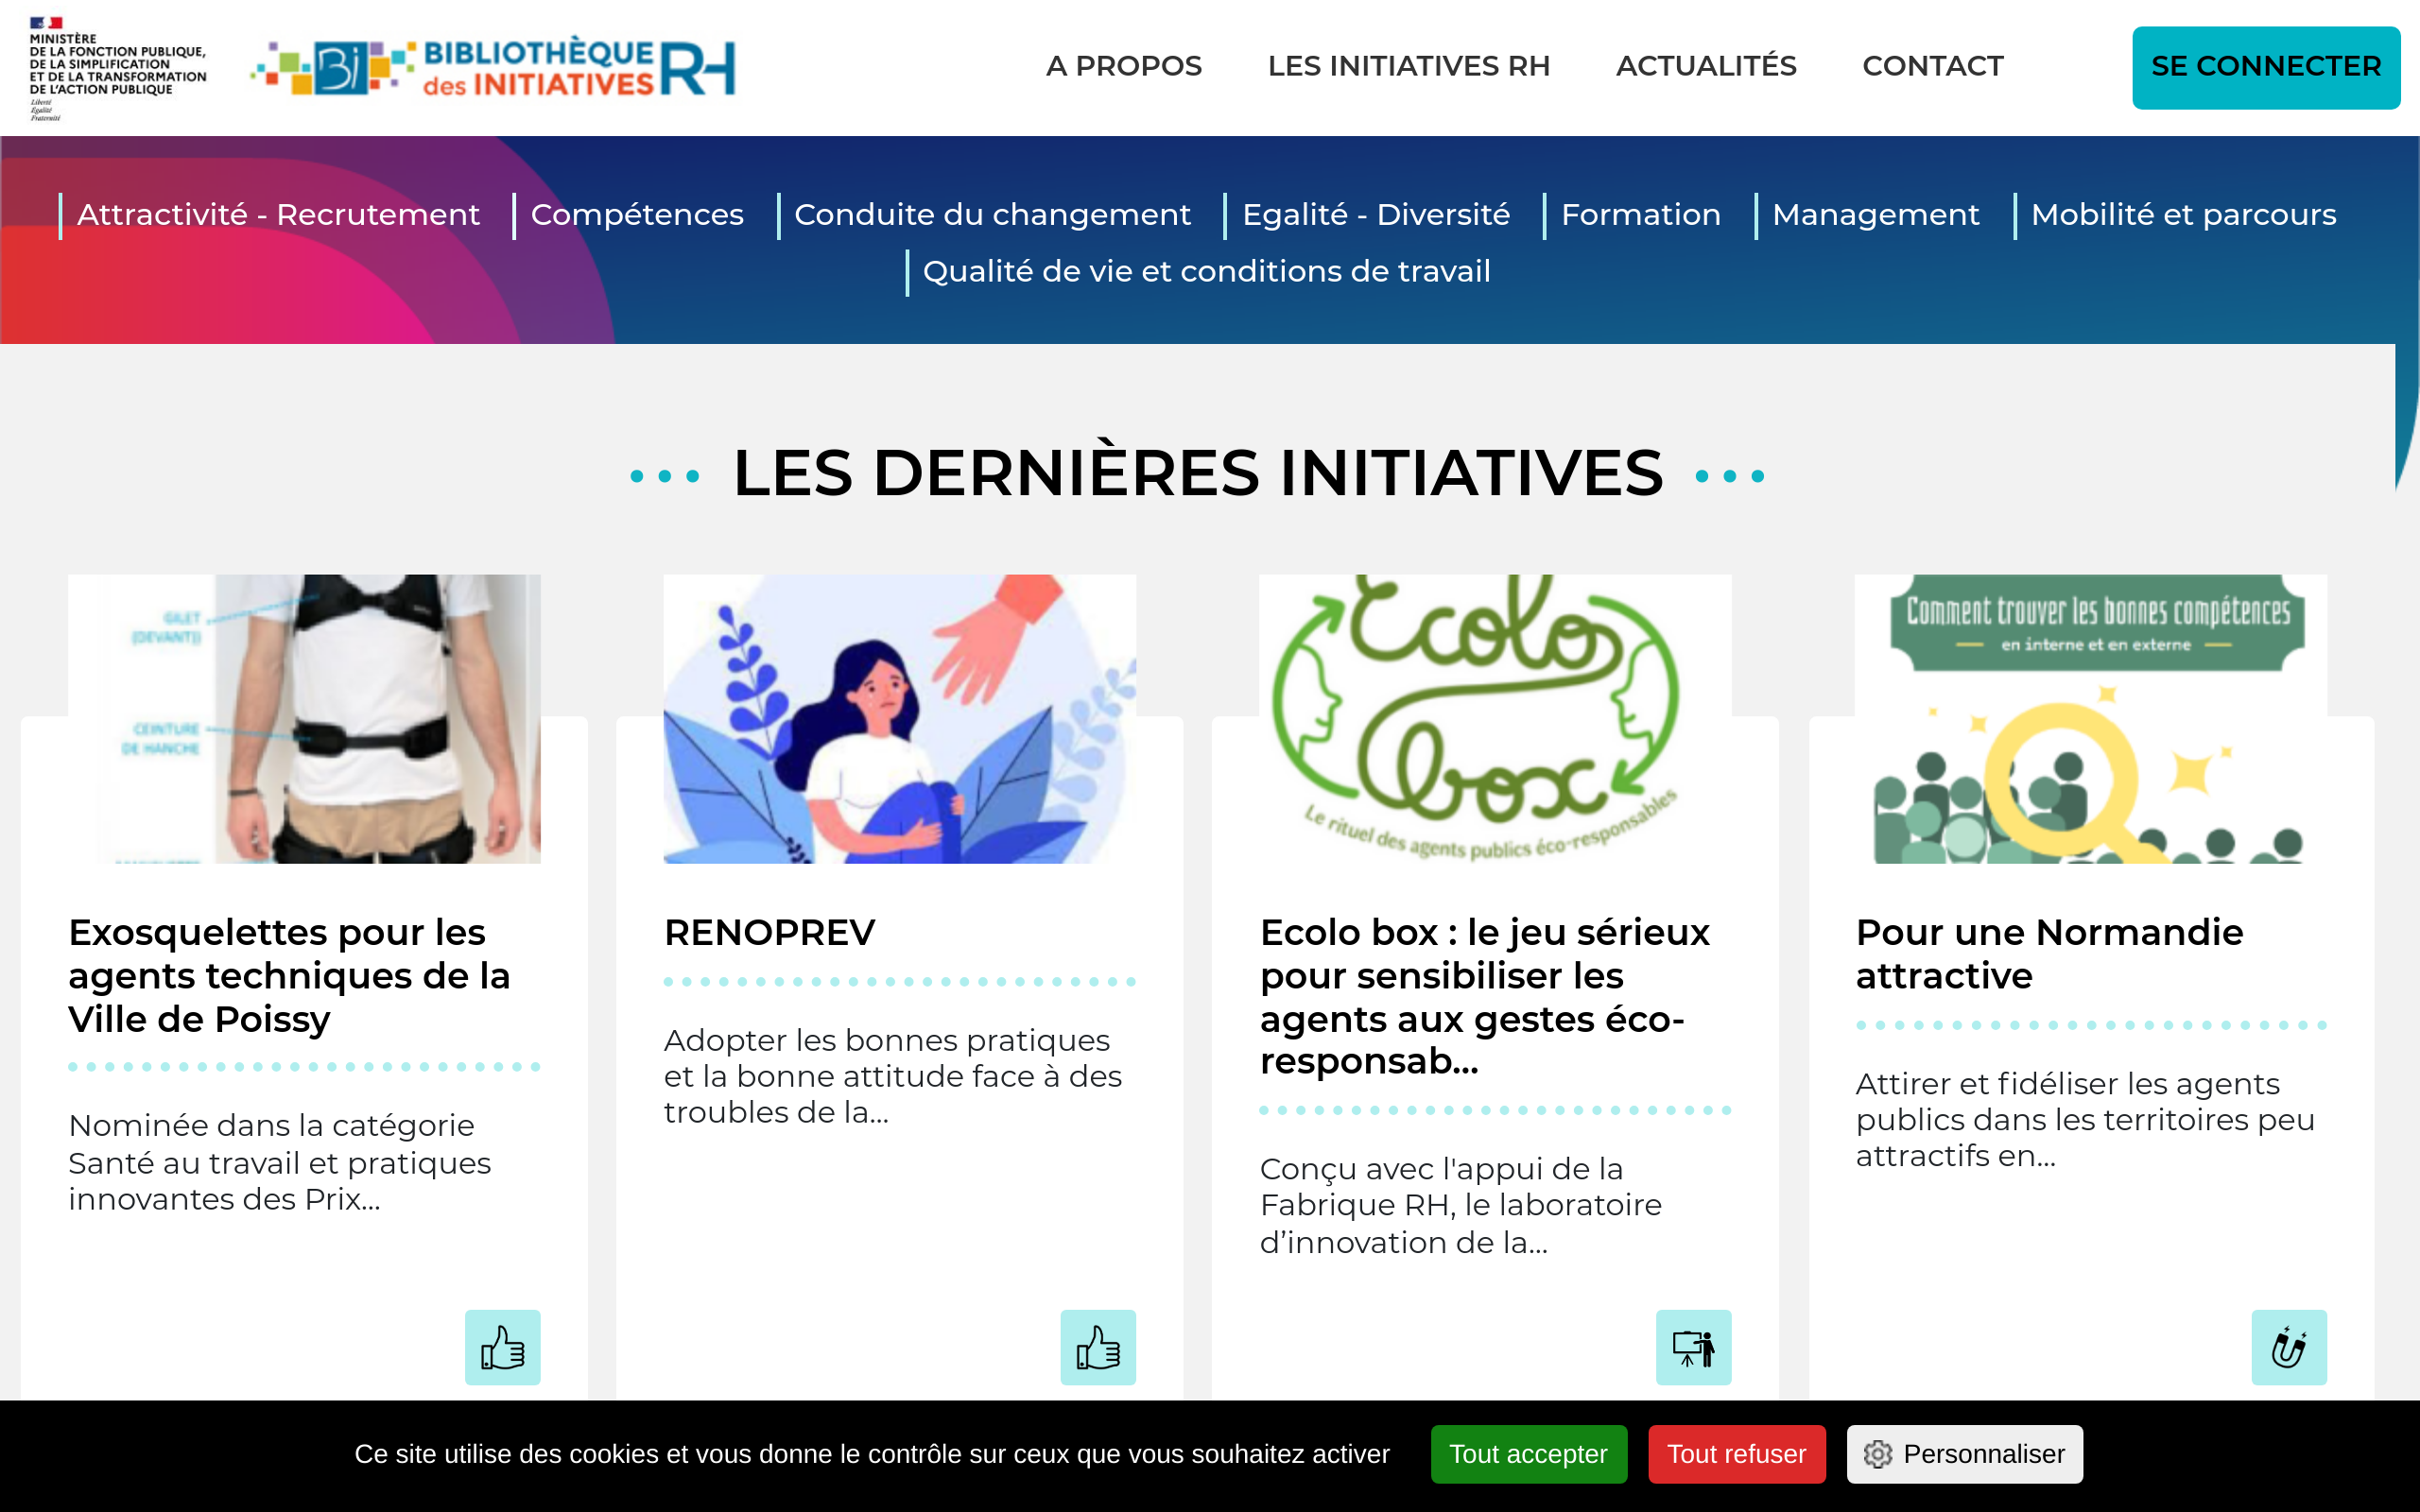 MINISTÈRE
DE LA FONCTION PUBLIQUE,
DE LA SIMPLIFICATION
ET DE LA TRANSFORMATION
DE L'ACTION PUBLIQUE
Liberté
Égalité
Fraternité
Bi
BIBLIOTHÈQUE
des INITIATIVES
RH
A PROPOS
LES INITIATIVES RH
ACTUALITÉS
CONTACT
SE CONNECTER
Attractivité - Recrutement
Compétences
Conduite du changement
Egalité - Diversité
Formation
Management
Mobilité et parcours
Qualité de vie et conditions de travail
LES DERNIÈRES INITIATIVES
GILET
(DEVANT)
CEINTURE
DE HANCHE
Exosquelettes pour les
agents techniques de la
Ville de Poissy
Nominée dans la catégorie
Santé au travail et pratiques
innovantes des Prix...
RENOPREV
Adopter les bonnes pratiques
et la bonne attitude face à des
troubles de la...
Ecolo
box
Le rituel des agents publics éco-responsables
Ecolo box : le jeu sérieux
pour sensibiliser les
agents aux gestes éco-
responsab...
Conçu avec l'appui de la
Fabrique RH, le laboratoire
d’innovation de la...
Comment trouver les bonnes compétences
en interne et en externe
Pour une Normandie
attractive
Attirer et fidéliser les agents
publics dans les territoires peu
attractifs en...
Ce site utilise des cookies et vous donne le contrôle sur ceux que vous souhaitez activer
Tout accepter
Tout refuser
Personnaliser